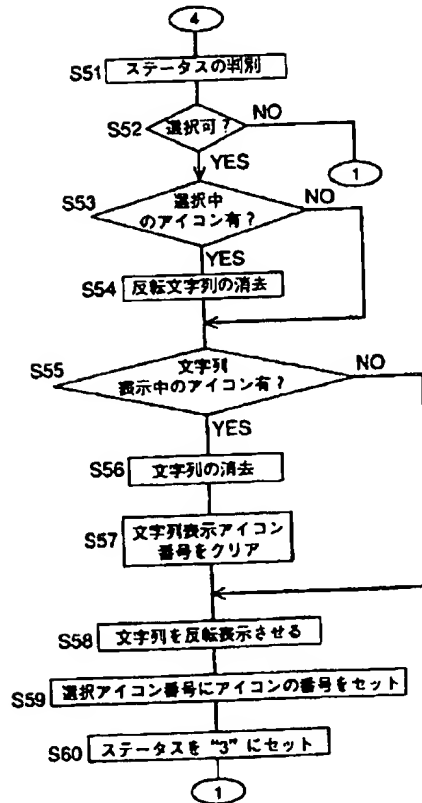 4
S51 ステータスの判別
S52 選択可?
NO
1
YES
S53
選択中
のアイコン有?
NO
YES
S54 反転文字列の消去
S55
文字列
表示中のアイコン有?
NO
YES
S56
文字列の消去
S57
文字列表示アイコン
番号をクリア
S58
文字列を反転表示させる
S59
選択アイコン番号にアイコンの番号をセット
S60
ステータスを "3" にセット
1